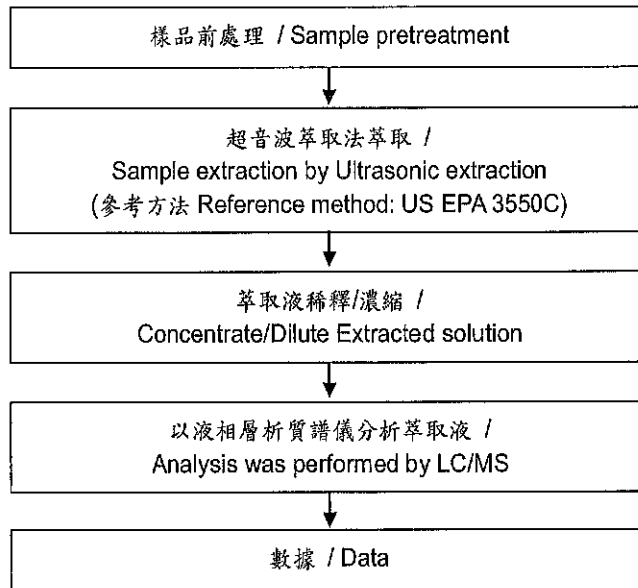 樣品前處理 / Sample pretreatment
超音波萃取法萃取 /
Sample extraction by Ultrasonic extraction
(參考方法 Reference method: US EPA 3550C)
萃取液稀釋/濃縮 /
Concentrate/Dilute Extracted solution
以液相層析質譜儀分析萃取液 /
Analysis was performed by LC/MS
數據 / Data